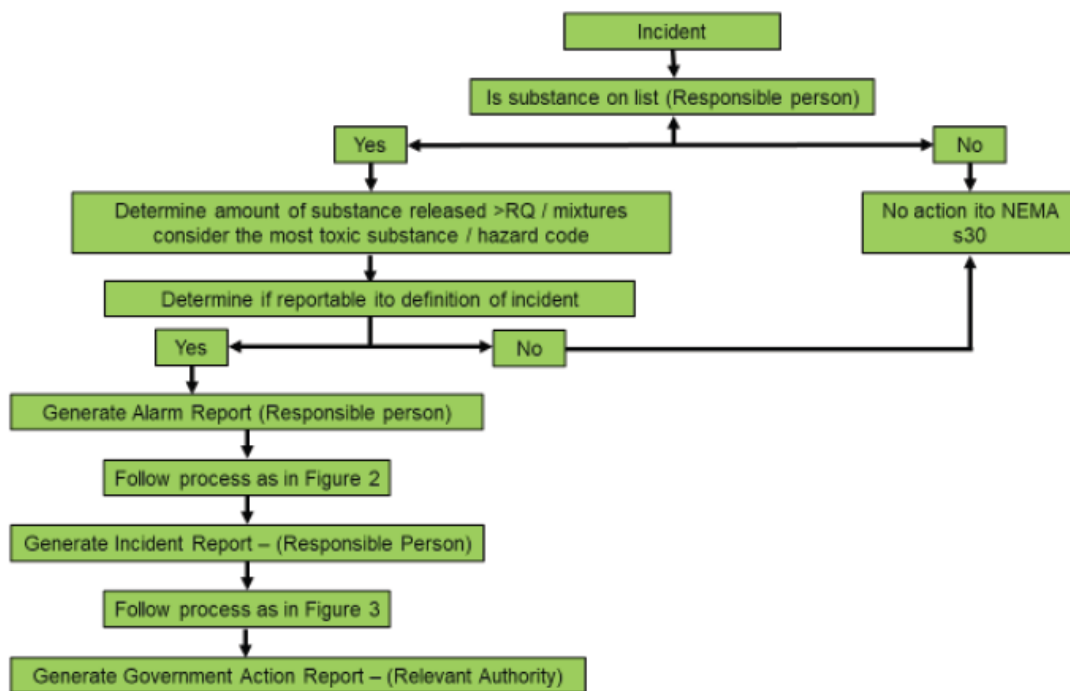 Incident
Is substance on list (Responsible person)
Yes
No
Determine amount of substance released >RQ / mixtures
consider the most toxic substance / hazard code
No action ito NEMA
s30
Determine if reportable ito definition of incident
Yes
No
Generate Alarm Report (Responsible person)
Follow process as in Figure 2
Generate Incident Report – (Responsible Person)
Follow process as in Figure 3
Generate Government Action Report – (Relevant Authority)